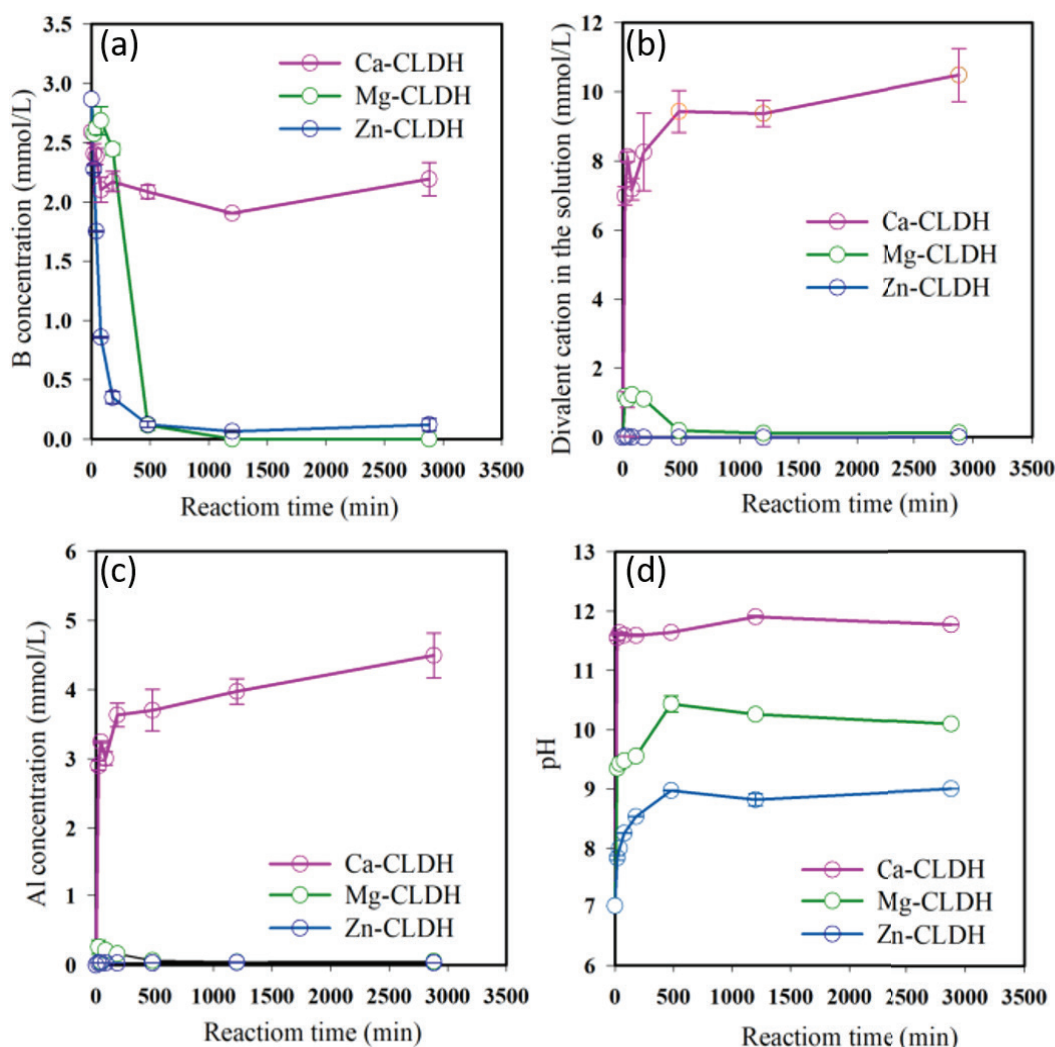 (a)
B concentration (mmol/L)
3.5
3.0
2.5
2.0
1.5
1.0
0.5
0.0
Ca-CLDH
Mg-CLDH
Zn-CLDH
0 500 1000 1500 2000 2500 3000 3500
Reactiom time (min)
(b)
Divalent cation in the solution (mmol/L)
12
10
8
6
4
2
0
Ca-CLDH
Mg-CLDH
Zn-CLDH
0 500 1000 1500 2000 2500 3000 3500
Reactiom time (min)
(c)
Al concentration (mmol/L)
6
5
4
3
2
1
0
Ca-CLDH
Mg-CLDH
Zn-CLDH
0 500 1000 1500 2000 2500 3000 3500
Reactiom time (min)
(d)
pH
13
12
11
10
9
8
7
6
Ca-CLDH
Mg-CLDH
Zn-CLDH
0 500 1000 1500 2000 2500 3000 3500
Reactiom time (min)